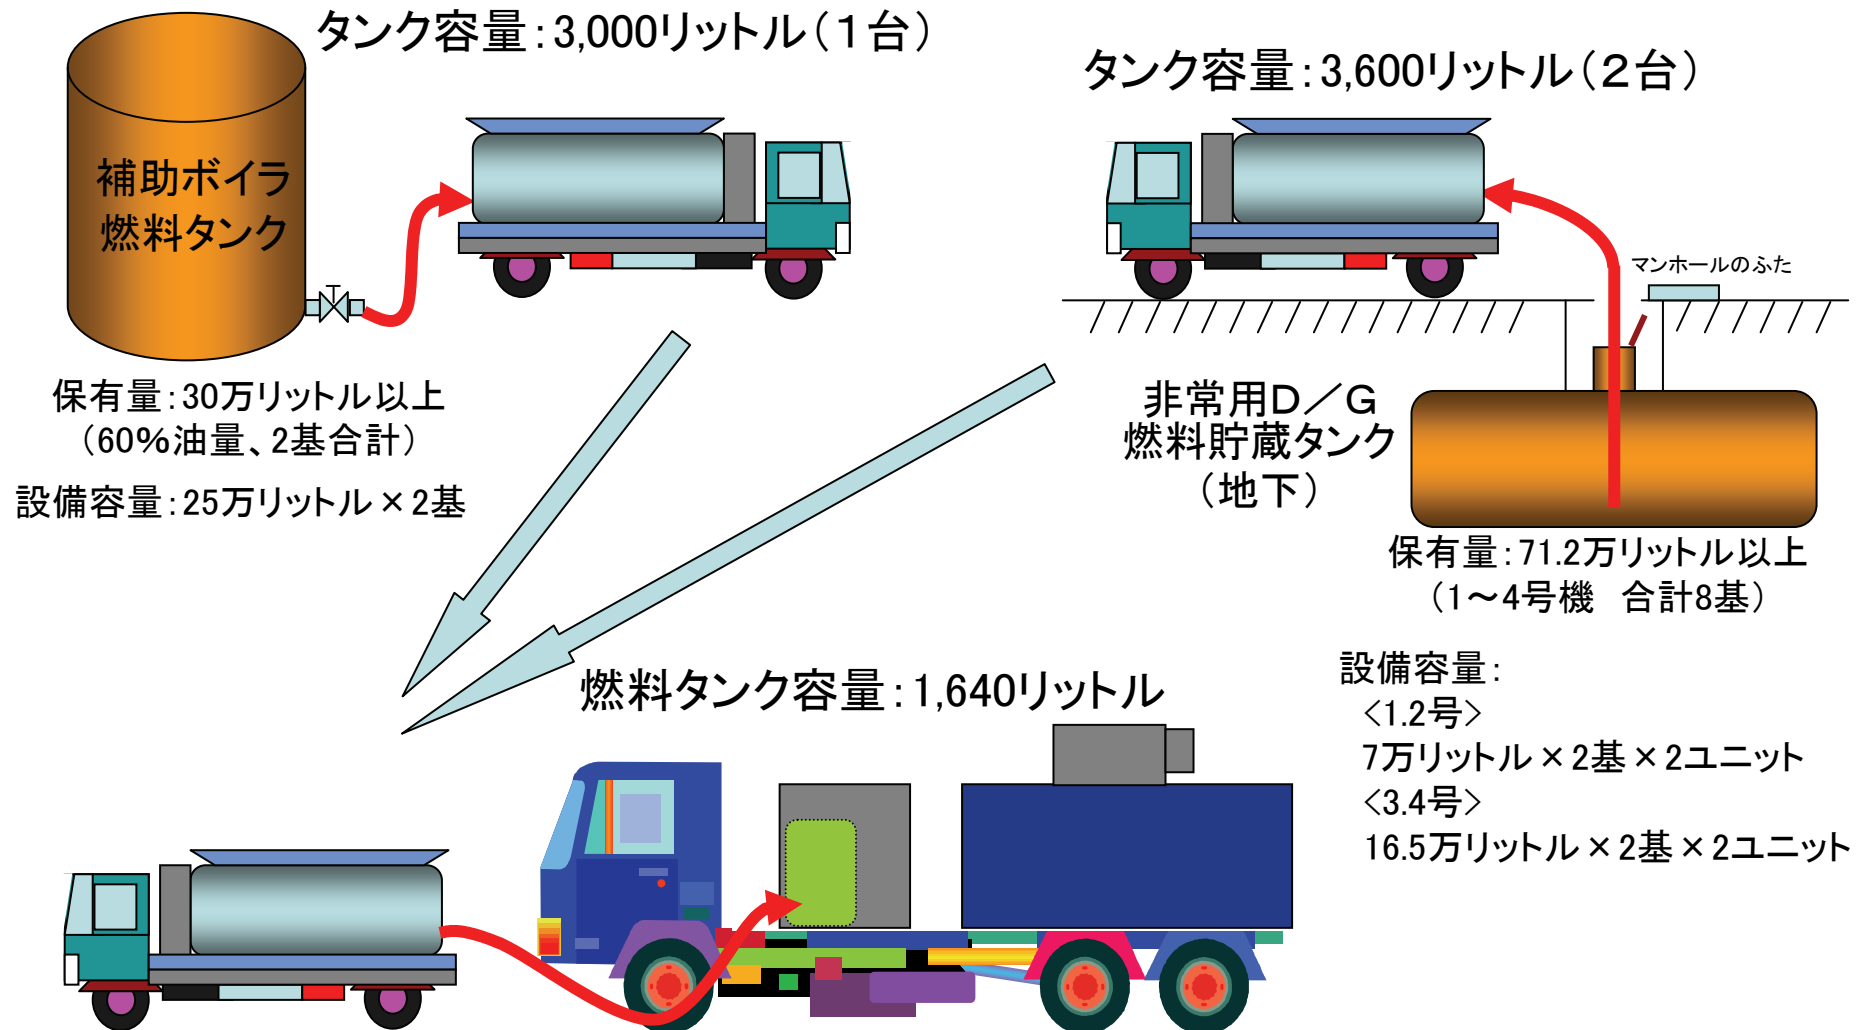 タンク容量：3,000リットル（１台）
補助ボイラ
燃料タンク
保有量：30万リットル以上
（60%油量、2基合計）
設備容量：25万リットル×2基
タンク容量：3,600リットル（２台）
マンホールのふた
非常用Ｄ／Ｇ
燃料貯蔵タンク
（地下）
保有量：71.2万リットル以上
（1～4号機　合計8基）
設備容量：
<1.2号>
7万リットル×2基×2ユニット
<3.4号>
16.5万リットル×2基×2ユニット
燃料タンク容量：1,640リットル